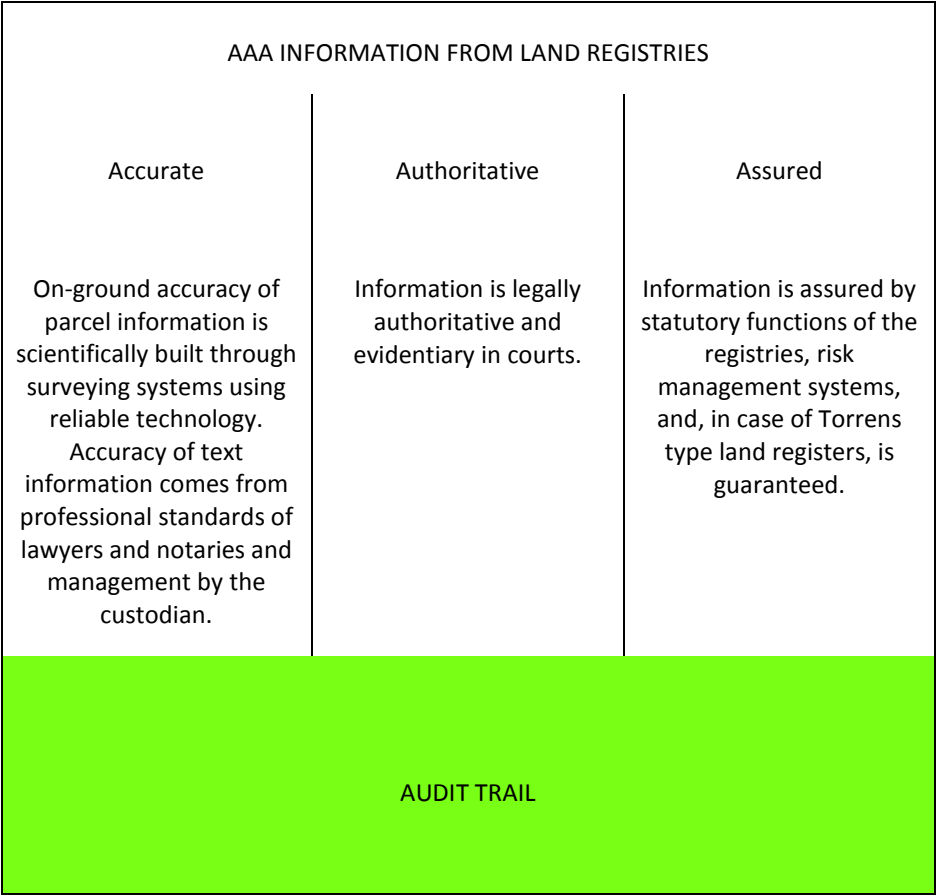 AAA INFORMATION FROM LAND REGISTRIES
Accurate
On-ground accuracy of
parcel information is
scientifically built through
surveying systems using
reliable technology.
Accuracy of text
information comes from
professional standards of
lawyers and notaries and
management by the
custodian.
Authoritative
Information is legally
authoritative and
evidentiary in courts.
Assured
Information is assured by
statutory functions of the
registries, risk
management systems,
and, in case of Torrens
type land registers, is
guaranteed.
AUDIT TRAIL